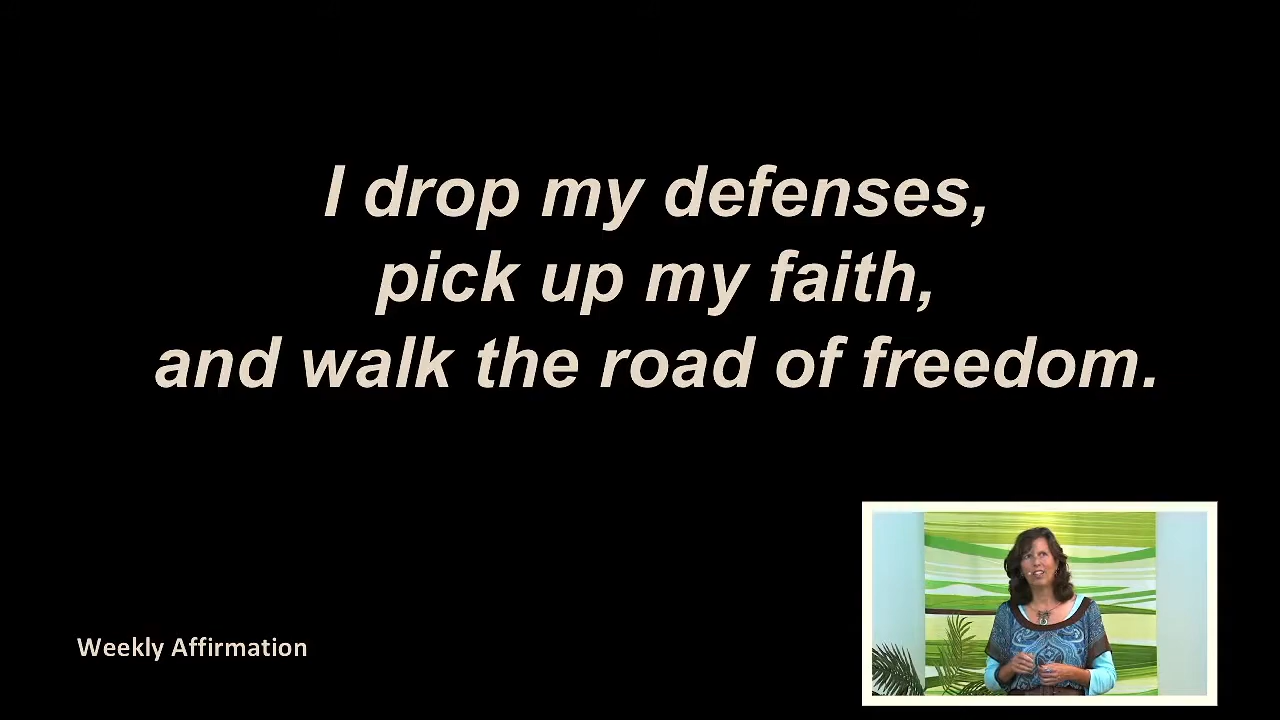 I drop my defenses,
pick up my faith,
and walk the road of freedom.
Weekly Affirmation